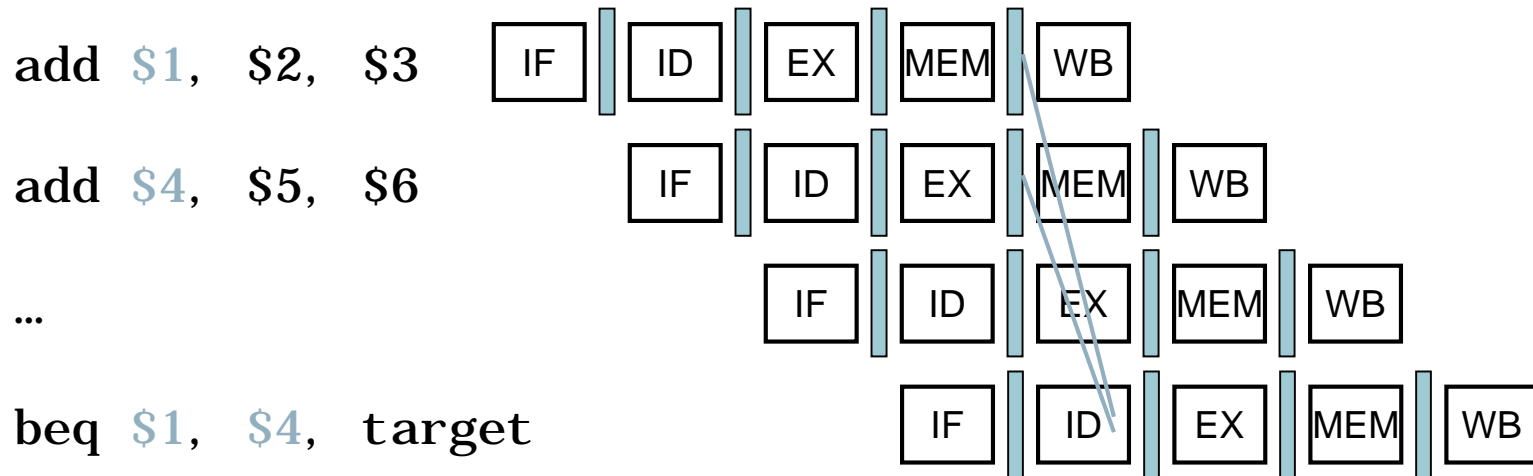 add $1, $2, $3 IF ID EX MEM WB
add $4, $5, $6 IF ID EX MEM WB
… IF ID EX MEM WB
beq $1, $4, target IF ID EX MEM WB